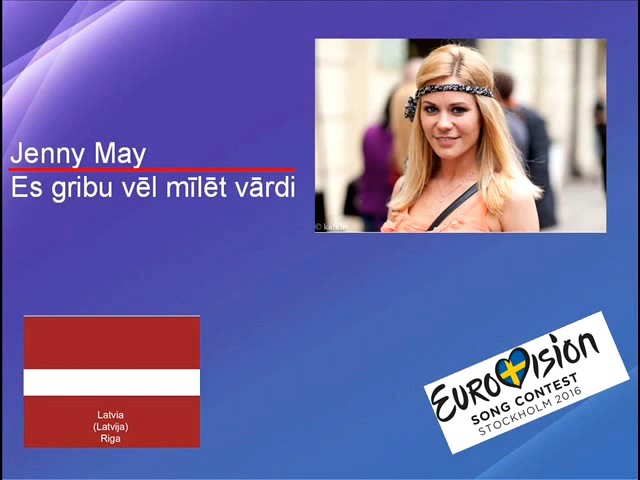 Jenny May
Es gribu vēl mīlēt vārdi
Latvia
(Latvija)
Riga
EUROVISION
SONG CONTEST
STOCKHOLM 2016